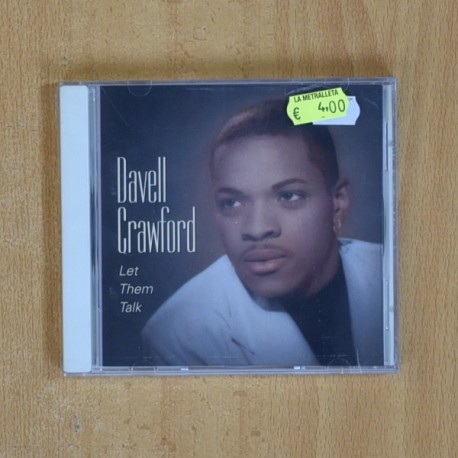 LA METRALLETA
€ 4,00
Davell
Crawford
Let
Them
Talk